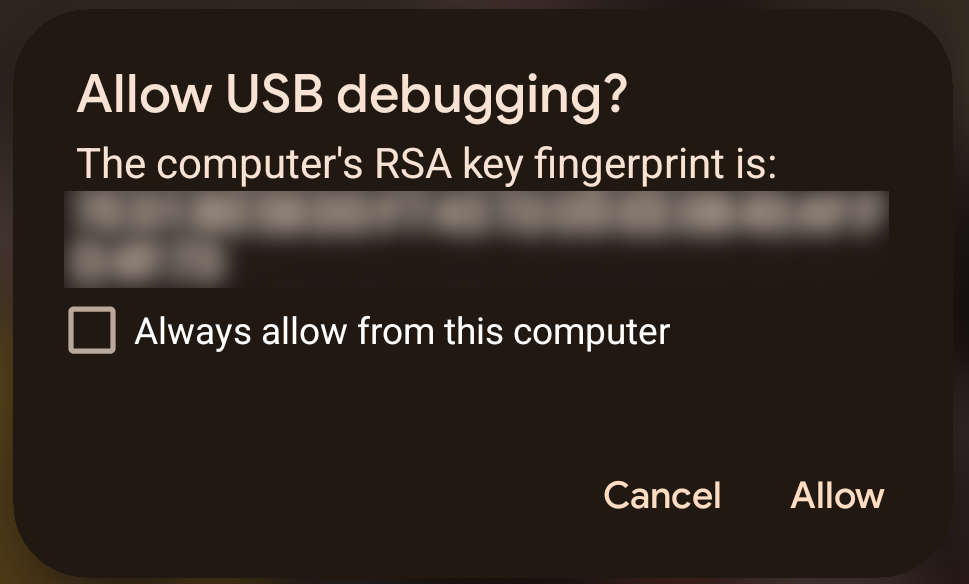 Allow USB debugging?
The computer's RSA key fingerprint is:
Always allow from this computer
Cancel Allow